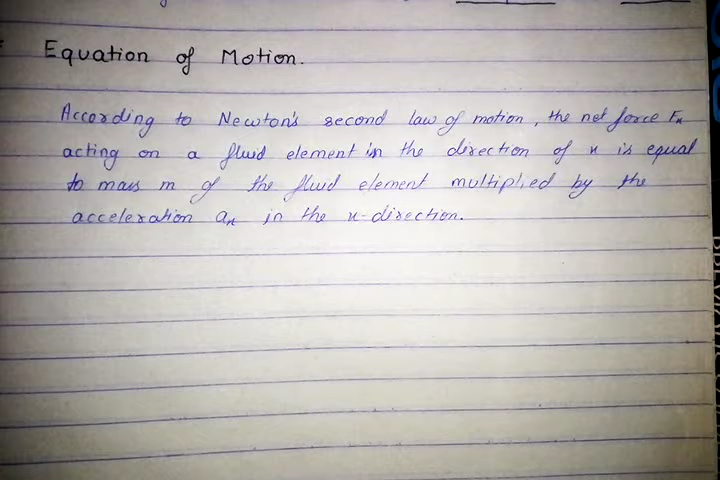 Equation of Motion.
According to Newton's second law of motion, the net force Fx
acting on a fluid element in the direction of x is equal
to mass m of the fluid element multiplied by the
acceleration ax in the x-direction.